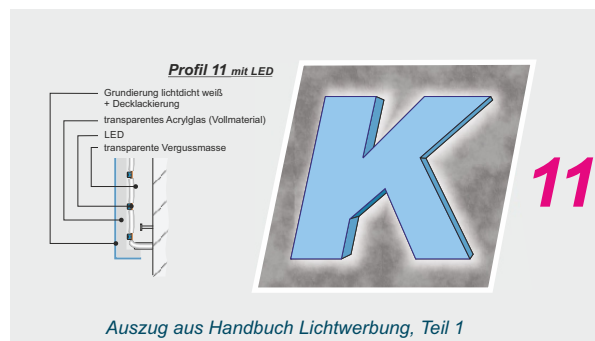 Profil 11 mit LED
Grundierung lichtdicht weiß
+ Decklackierung
transparentes Acrylglas (Vollmaterial)
LED
transparente Vergussmasse
K
11
Auszug aus Handbuch Lichtwerbung, Teil 1